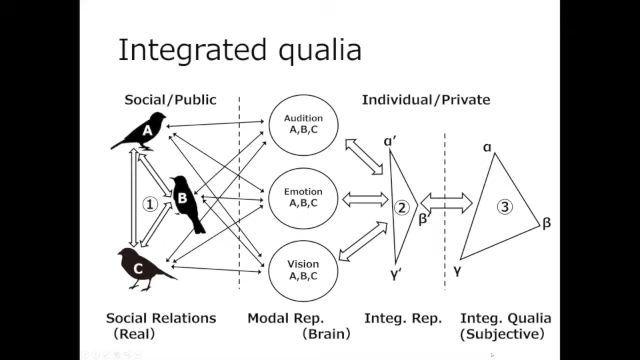 Integrated qualia
Social/Public
Individual/Private
A
B
C
①
Audition
A,B,C
Emotion
A,B,C
Vision
A,B,C
α’
②
β’
γ’
α
③
β
γ
Social Relations
（Real）
Modal Rep.
（Brain）
Integ. Rep.
Integ. Qualia
(Subjective)